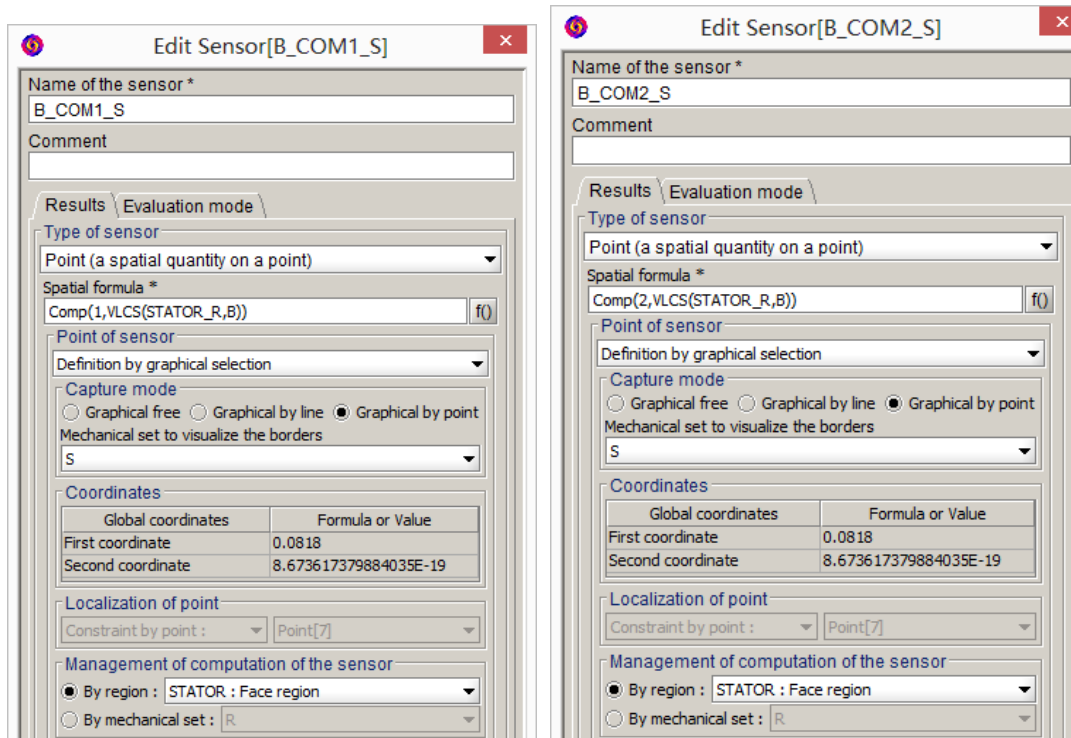 Edit Sensor[B_COM1_S]
Name of the sensor *
B_COM1_S
Comment
Results Evaluation mode
Type of sensor
Point (a spatial quantity on a point)
Spatial formula *
Comp(1,VLCS(STATOR_R,B)) f()
Point of sensor
Definition by graphical selection
Capture mode
Graphical free Graphical by line Graphical by point
Mechanical set to visualize the borders
S
Coordinates
Global coordinates Formula or Value
First coordinate 0.0818
Second coordinate 8.673617379884035E-19
Localization of point
Constraint by point : Point[7]
Management of computation of the sensor
By region : STATOR : Face region
By mechanical set : R
Edit Sensor[B_COM2_S]
Name of the sensor *
B_COM2_S
Comment
Results Evaluation mode
Type of sensor
Point (a spatial quantity on a point)
Spatial formula *
Comp(2,VLCS(STATOR_R,B)) f()
Point of sensor
Definition by graphical selection
Capture mode
Graphical free Graphical by line Graphical by point
Mechanical set to visualize the borders
S
Coordinates
Global coordinates Formula or Value
First coordinate 0.0818
Second coordinate 8.673617379884035E-19
Localization of point
Constraint by point : Point[7]
Management of computation of the sensor
By region : STATOR : Face region
By mechanical set : R